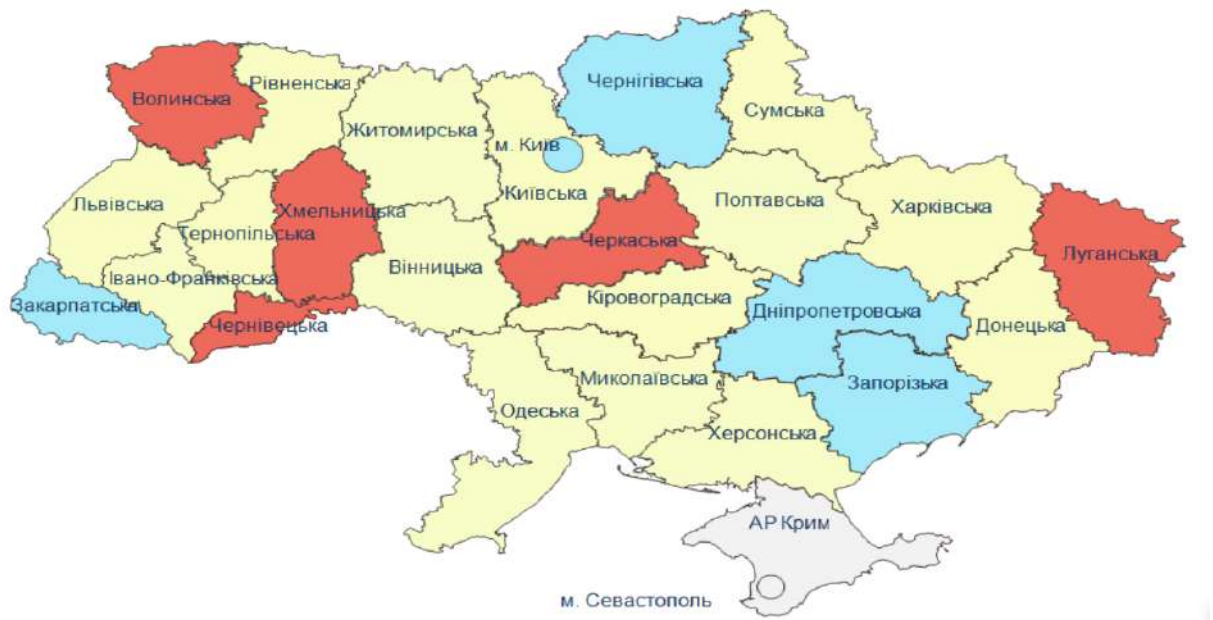 Чернігівська
Рівненська
Волинська
Сумська
Житомирська
м. Київ
Київська
Львівська
Хмельницька
Полтавська
Харківська
Тернопільська
Черкаська
Луганська
Вінницька
Івано-Франківська
Кіровоградська
Закарпатська
Дніпропетровська
Чернівецька
Донецька
Миколаївська
Запорізька
Одеська
Херсонська
АР Крим
м. Севастополь